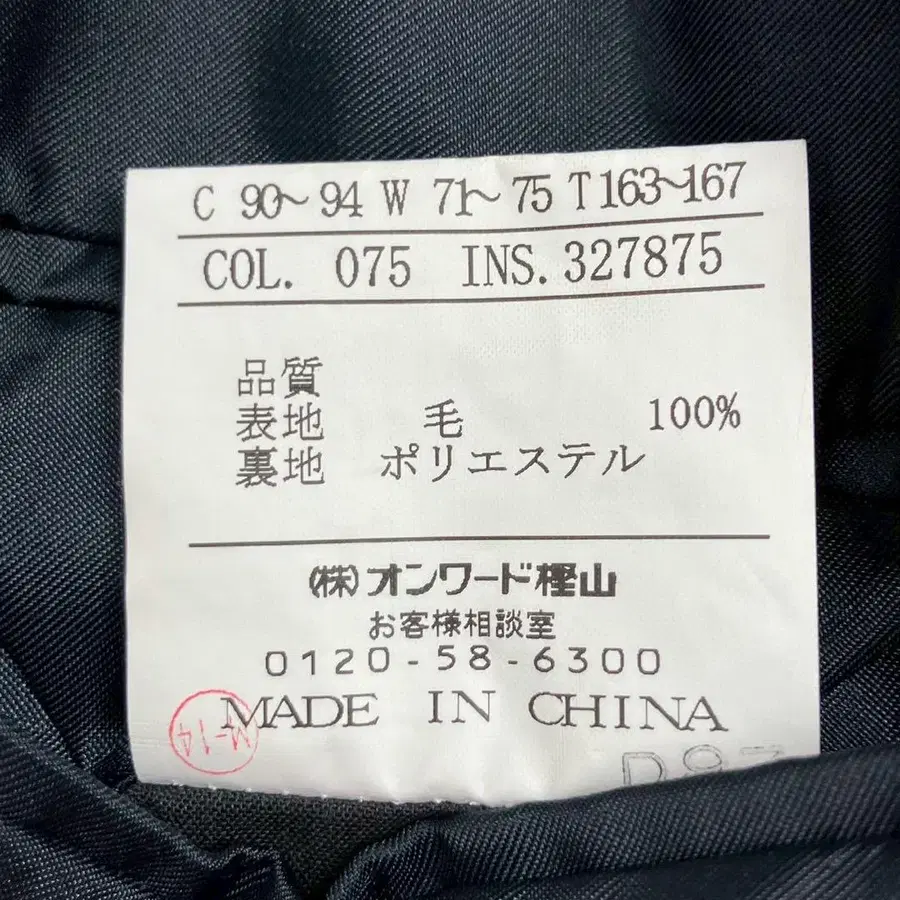 C 90~94 W 71~75 T163~167
COL. 075 INS. 327875
品質
表地 毛 100%
裏地 ポリエステル
(株)オンワード樫山
お客様相談室
0120-58-6300
MADE IN CHINA
M-14